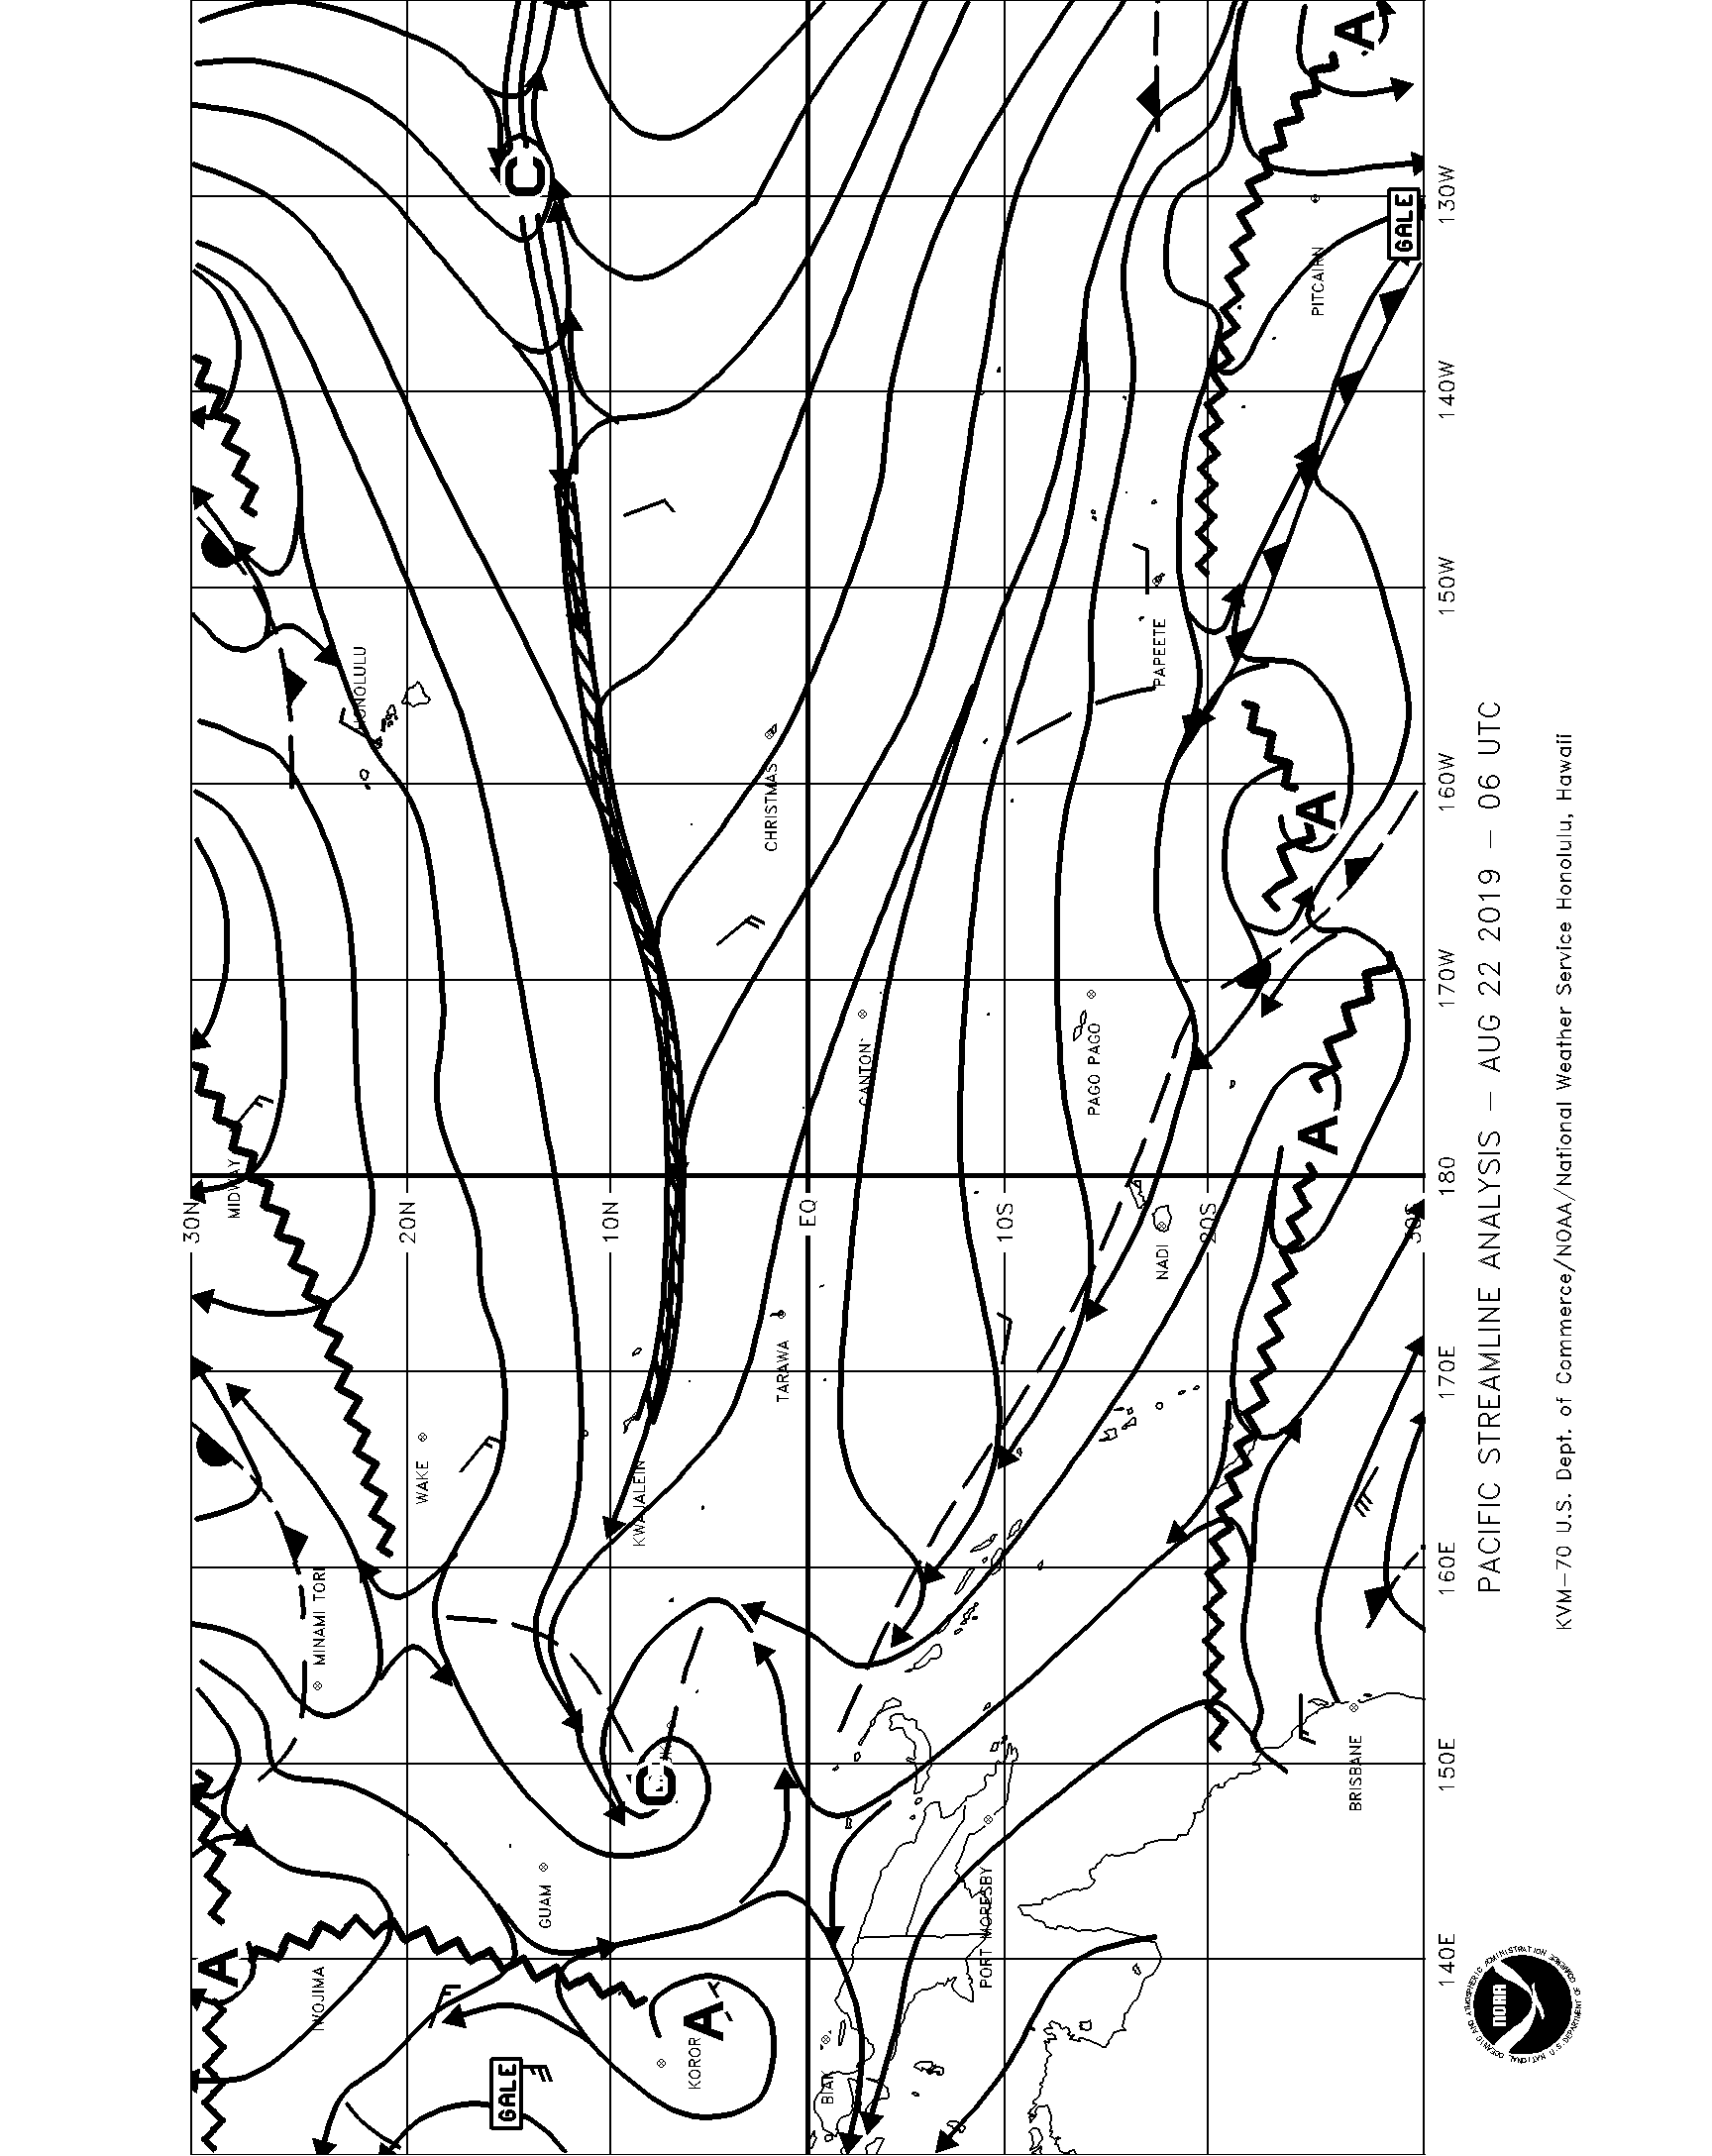 30N
20N
10N
EQ
10S
20S
30S
130W
140W
150W
160W
170W
180
170E
160E
150E
140E
C
A
GALE
PITCAIRN
HONOLULU
PAPEETE
CHRISTMAS
A
CANTON
PAGO PAGO
A
MIDWAY
NADI
TARAWA
WAKE
KWAJALEIN
MINAMI TORI
C
BRISBANE
GUAM
PORT MORESBY
A
IWOJIMA
A
KOROR
BIAK
GALE
PACIFIC STREAMLINE ANALYSIS – AUG 22 2019 – 06 UTC
KVM–70 U.S. Dept. of Commerce/NOAA/National Weather Service Honolulu, Hawaii
NATIONAL OCEANIC AND ATMOSPHERIC ADMINISTRATION
U.S. DEPARTMENT OF COMMERCE
NOAA